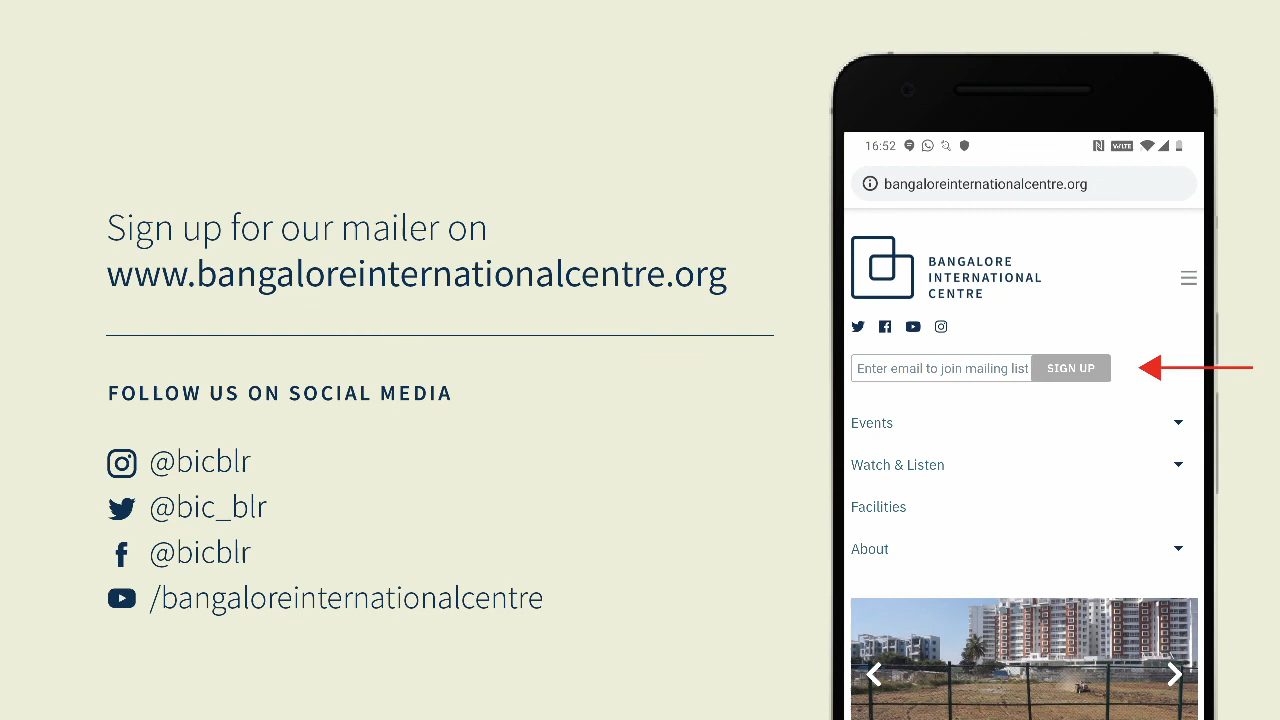 Sign up for our mailer on
www.bangaloreinternationalcentre.org
FOLLOW US ON SOCIAL MEDIA
@bicblr
@bic_blr
@bicblr
/bangaloreinternationalcentre
16:52
VoLTE
bangaloreinternationalcentre.org
BANGALORE
INTERNATIONAL
CENTRE
Enter email to join mailing list
SIGN UP
Events
Watch & Listen
Facilities
About